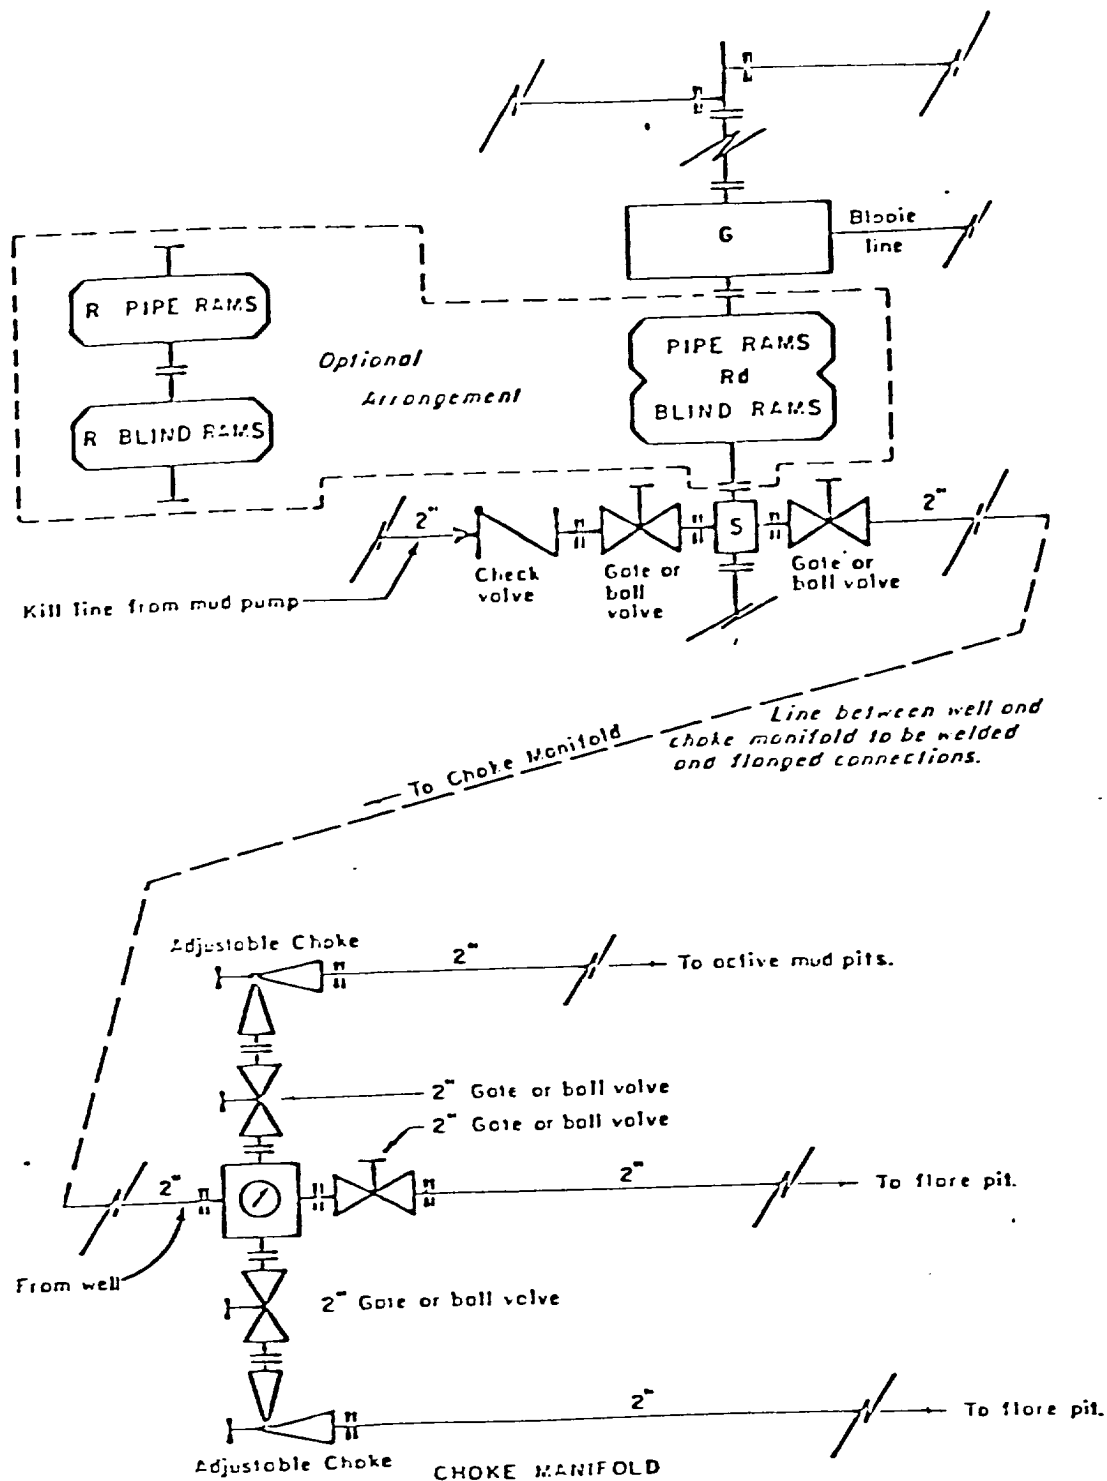 G
Blooie
line
R PIPE RAMS
PIPE RAMS
Rd
BLIND RAMS
Optional
Arrangement
R BLIND RAMS
2"
S
2"
Check
valve
Gate or
ball
valve
Gate or
ball valve
Kill line from mud pump
Line between well and
choke manifold to be welded
and flanged connections.
To Choke Manifold
Adjustable Choke
2"
To active mud pits.
2" Gate or ball valve
2" Gate or ball valve
2"
2"
To flare pit.
From well
2" Gate or ball valve
2"
To flare pit.
Adjustable Choke
CHOKE MANIFOLD